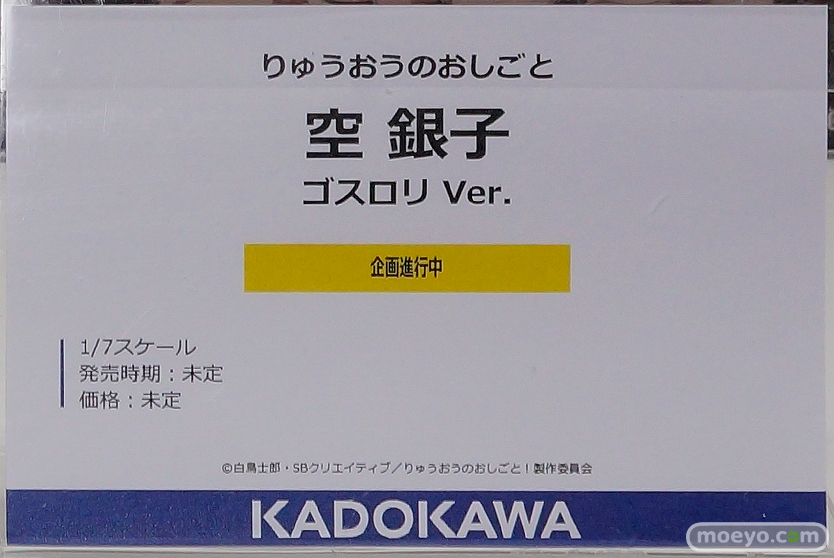 りゅうおうのおしごと
空 銀子
ゴスロリ Ver.
企画進行中
1/7スケール
発売時期：未定
価格：未定
©白鳥士郎・SBクリエイティブ／りゅうおうのおしごと！製作委員会
KADOKAWA
moeyo.com